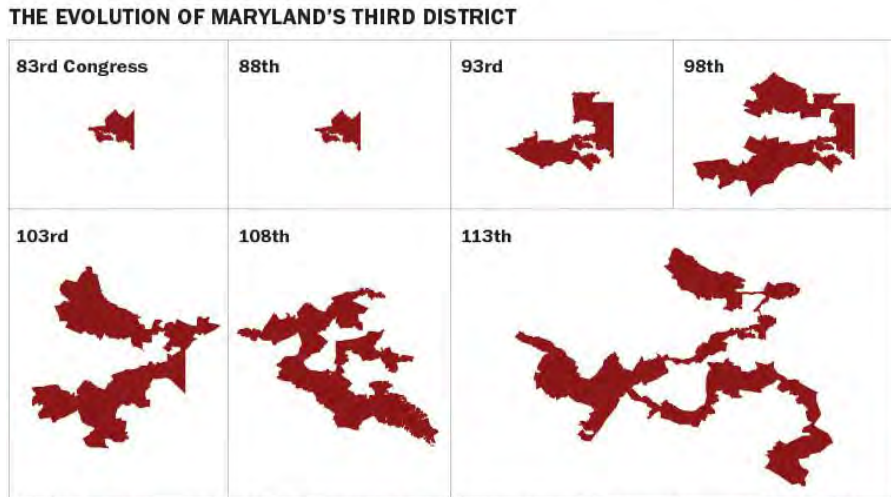 THE EVOLUTION OF MARYLAND'S THIRD DISTRICT
83rd Congress
88th
93rd
98th
103rd
108th
113th